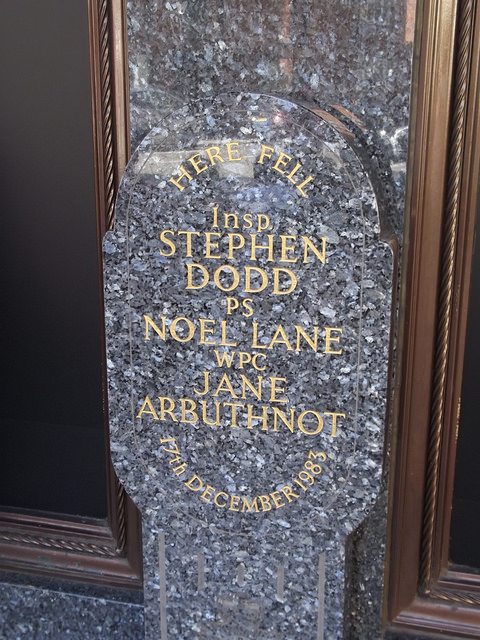 HERE FELL
Insp.
STEPHEN
DODD
PS
NOEL LANE
WPC
JANE
ARBUTHNOT
17th DECEMBER 1983